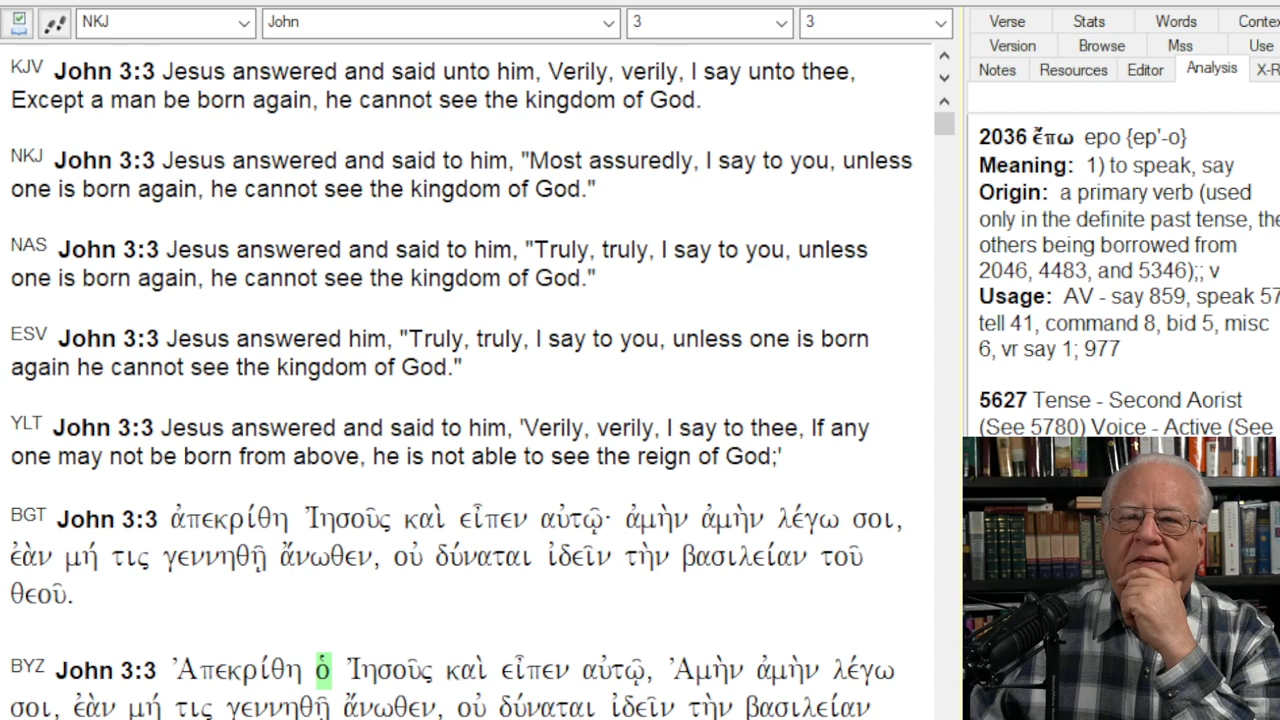 NKJ John 3 3
KJV John 3:3 Jesus answered and said unto him, Verily, verily, I say unto thee,
Except a man be born again, he cannot see the kingdom of God.
NKJ John 3:3 Jesus answered and said to him, "Most assuredly, I say to you, unless
one is born again, he cannot see the kingdom of God."
NAS John 3:3 Jesus answered and said to him, "Truly, truly, I say to you, unless
one is born again, he cannot see the kingdom of God."
ESV John 3:3 Jesus answered him, "Truly, truly, I say to you, unless one is born
again he cannot see the kingdom of God."
YLT John 3:3 Jesus answered and said to him, 'Verily, verily, I say to thee, If any
one may not be born from above, he is not able to see the reign of God;'
BGT John 3:3 ἀπεκρίθη Ἰησοῦς καὶ εἶπεν αὐτῷ· ἀμὴν ἀμὴν λέγω σοι,
ἐὰν μή τις γεννηθῇ ἄνωθεν, οὐ δύναται ἰδεῖν τὴν βασιλείαν τοῦ
θεοῦ.
BYZ John 3:3 Ἀπεκρίθη ὁ Ἰησοῦς καὶ εἶπεν αὐτῷ, Ἀμὴν ἀμὴν λέγω
σοι, ἐὰν μή τις γεννηθῇ ἄνωθεν, οὐ δύναται ἰδεῖν τὴν βασιλείαν
Verse Stats Words Contex
Version Browse Mss Use
Notes Resources Editor Analysis X-R
2036 ἔπω epo {ep'-o}
Meaning: 1) to speak, say
Origin: a primary verb (used
only in the definite past tense, the
others being borrowed from
2046, 4483, and 5346);; v
Usage: AV - say 859, speak 57
tell 41, command 8, bid 5, misc
6, vr say 1; 977
5627 Tense - Second Aorist
(See 5780) Voice - Active (See